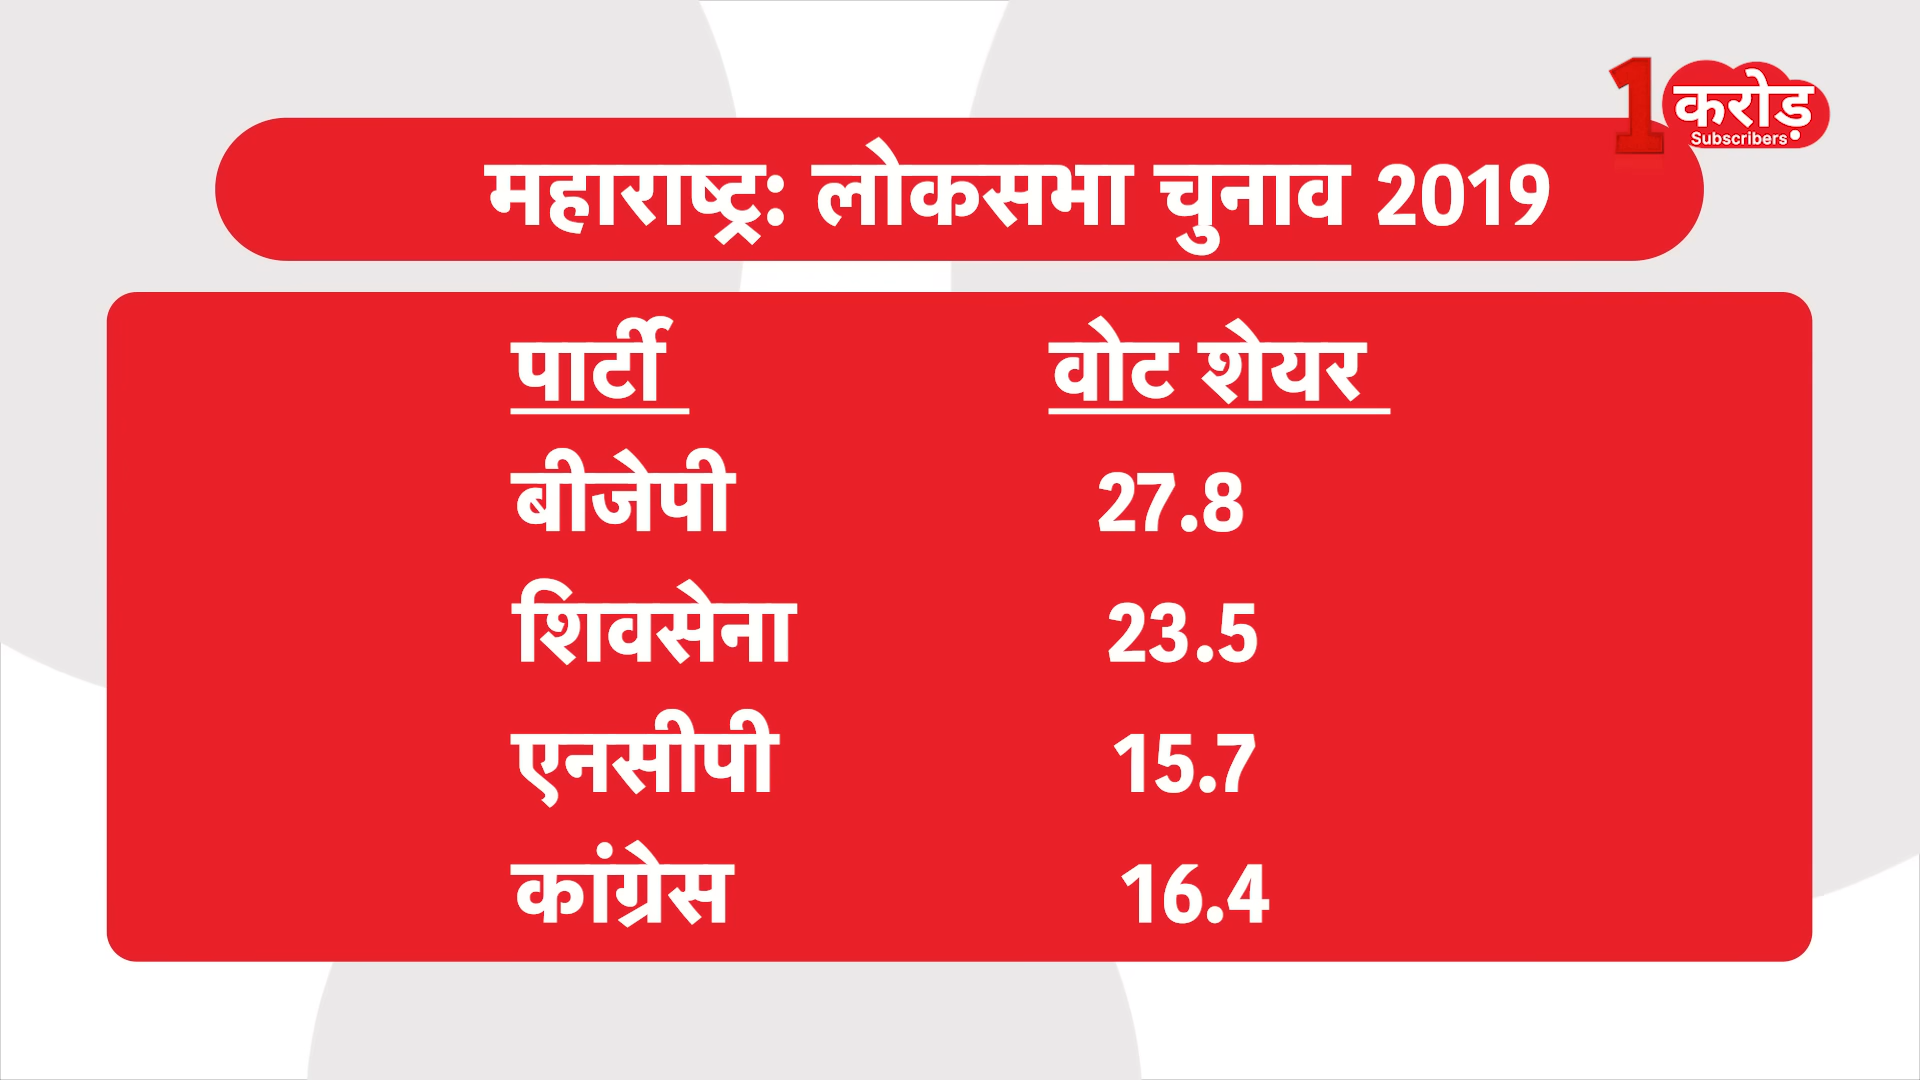 1 करोड़
Subscribers
महाराष्ट्र: लोकसभा चुनाव 2019
पार्टी वोट शेयर
बीजेपी 27.8
शिवसेना 23.5
एनसीपी 15.7
कांग्रेस 16.4